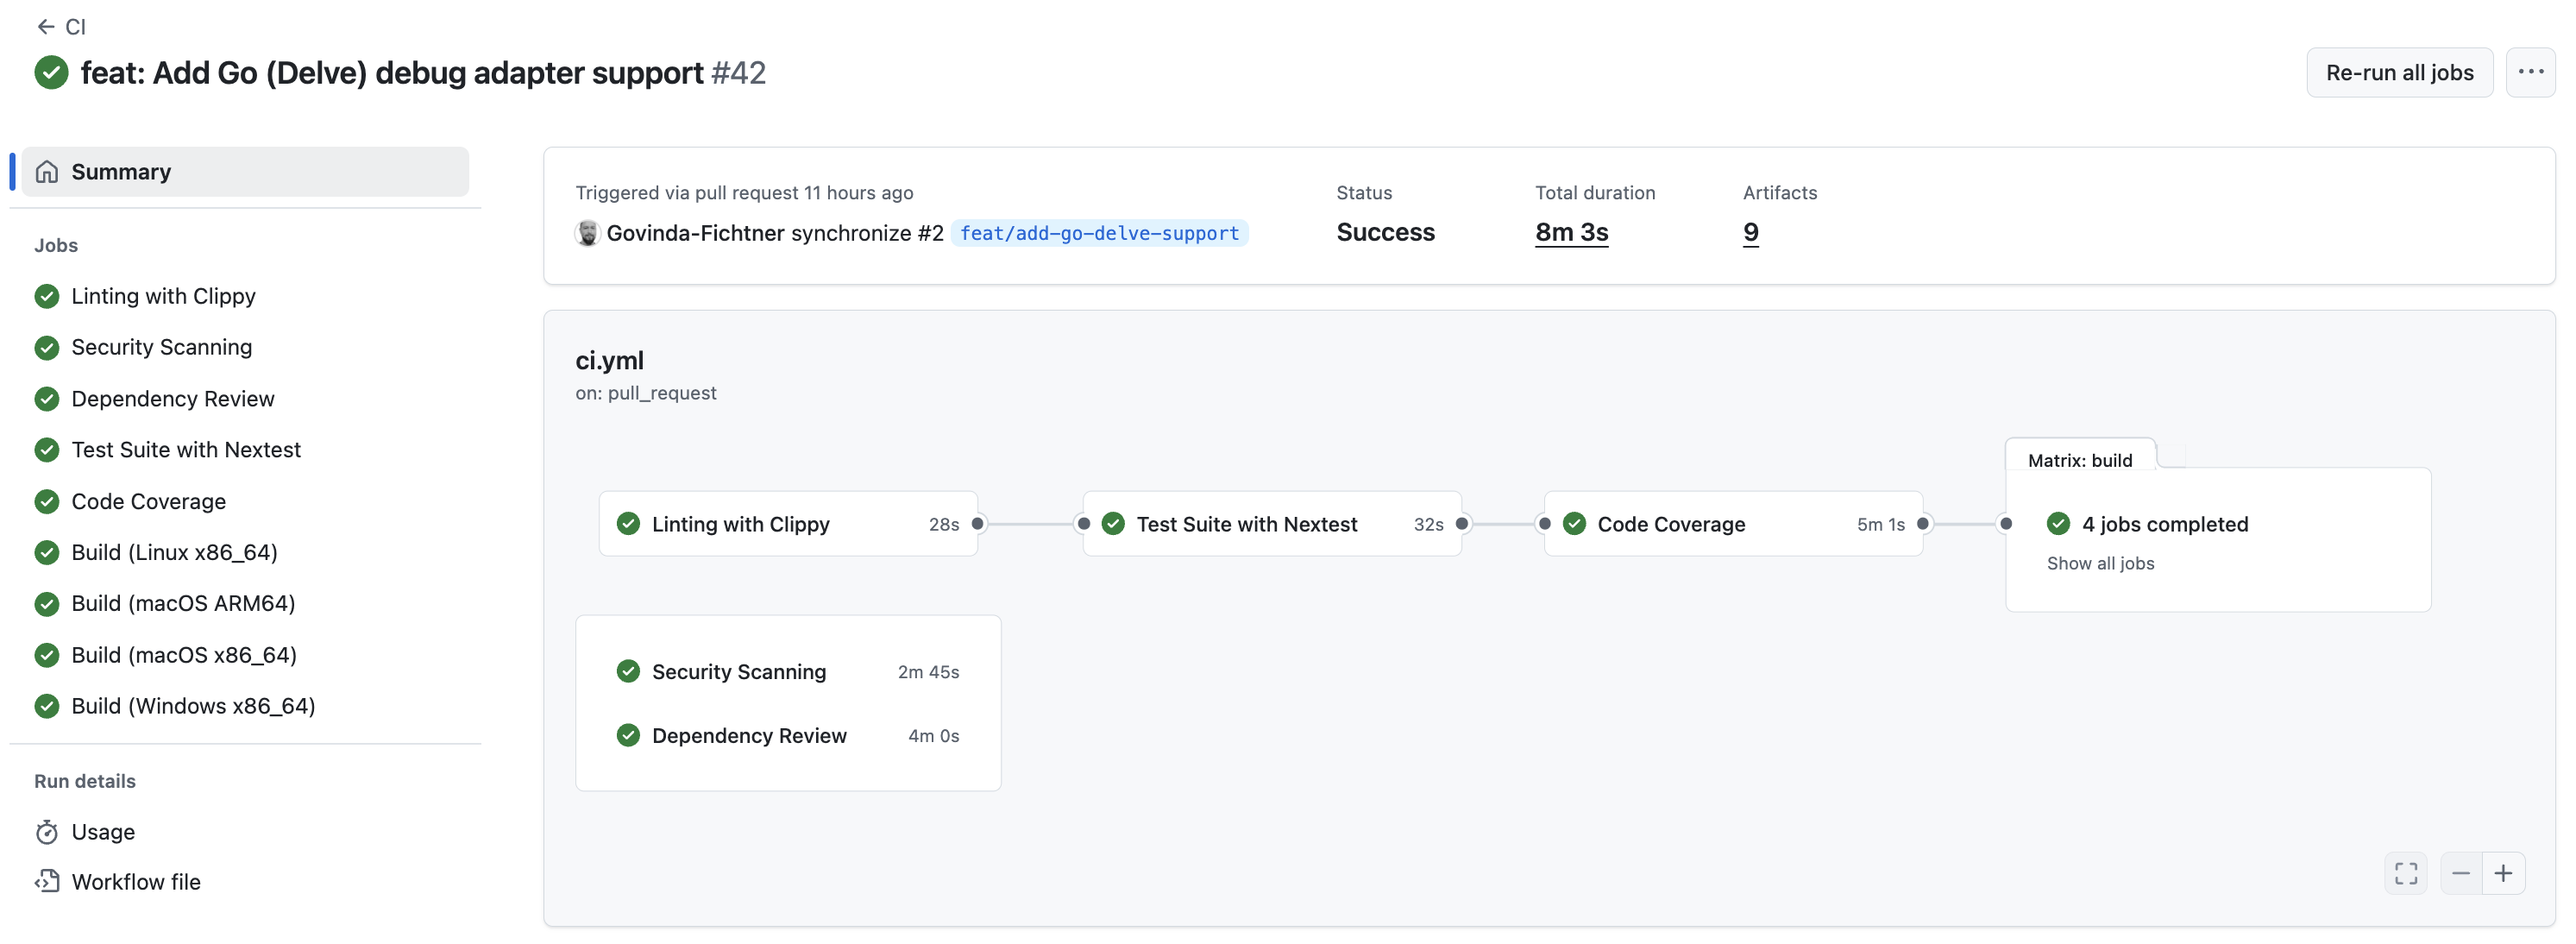 CI
feat: Add Go (Delve) debug adapter support #42
Re-run all jobs
Summary
Jobs
Linting with Clippy
Security Scanning
Dependency Review
Test Suite with Nextest
Code Coverage
Build (Linux x86_64)
Build (macOS ARM64)
Build (macOS x86_64)
Build (Windows x86_64)
Run details
Usage
Workflow file
Triggered via pull request 11 hours ago
Govinda-Fichtner synchronize #2 feat/add-go-delve-support
Status
Success
Total duration
8m 3s
Artifacts
9
ci.yml
on: pull_request
Linting with Clippy 28s
Test Suite with Nextest 32s
Code Coverage 5m 1s
Matrix: build
4 jobs completed
Show all jobs
Security Scanning 2m 45s
Dependency Review 4m 0s